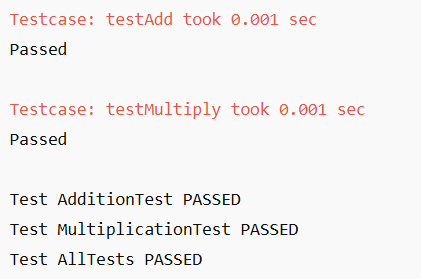 Testcase: testAdd took 0.001 sec
Passed
Testcase: testMultiply took 0.001 sec
Passed
Test AdditionTest PASSED
Test MultiplicationTest PASSED
Test AllTests PASSED